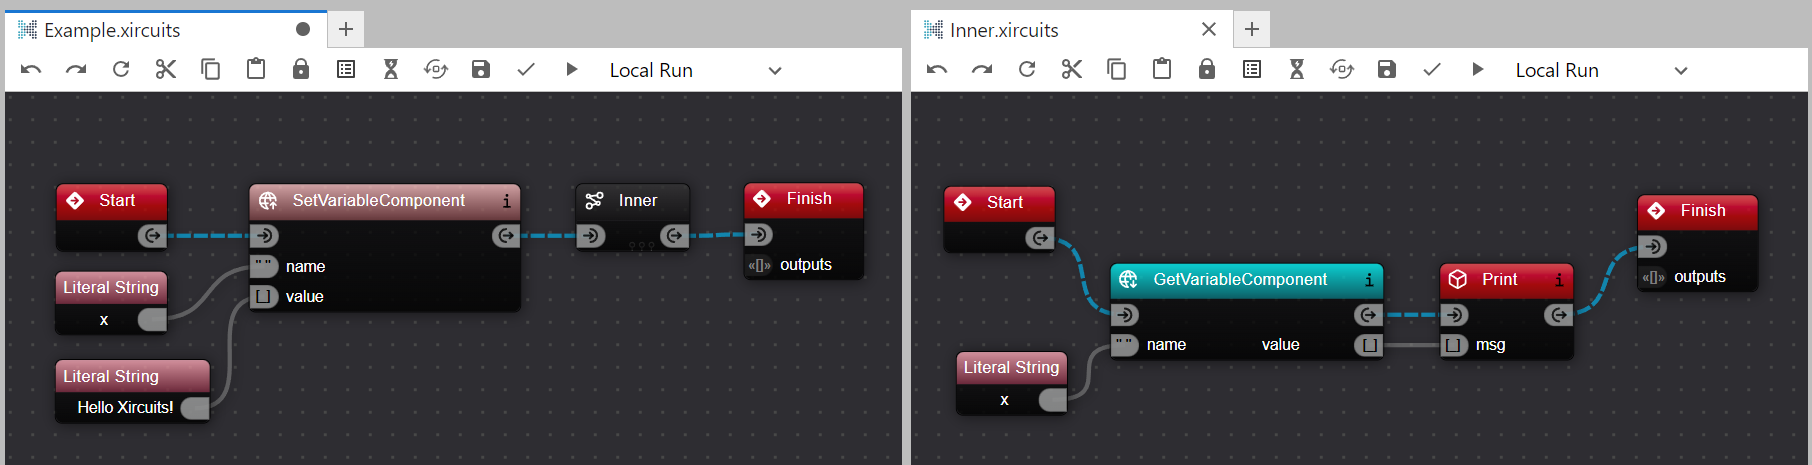 Example.xircuits
Local Run
Start
SetVariableComponent i
Inner
Finish
" " name
[] value
«[]» outputs
Literal String
x
Literal String
Hello Xircuits!
Inner.xircuits
Local Run
Start
Finish
«[]» outputs
GetVariableComponent i
Print i
" " name value []
[] msg
Literal String
x